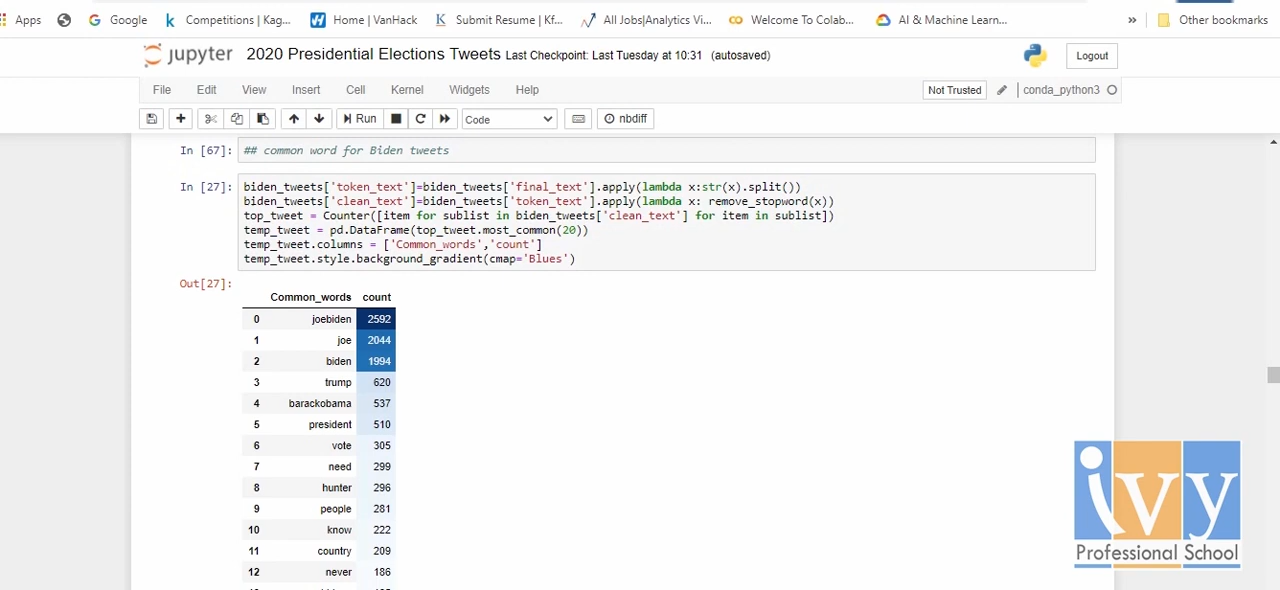 Apps Google Competitions | Kag... Home | VanHack Submit Resume | Kf... All Jobs|Analytics Vi... Welcome To Colab... AI & Machine Learn... » Other bookmarks
jupyter 2020 Presidential Elections Tweets Last Checkpoint: Last Tuesday at 10:31 (autosaved) Logout
File Edit View Insert Cell Kernel Widgets Help Not Trusted conda_python3
Run Code nbdiff
In [67]: ## common word for Biden tweets
In [27]: biden_tweets['token_text']=biden_tweets['final_text'].apply(lambda x:str(x).split())
biden_tweets['clean_text']=biden_tweets['token_text'].apply(lambda x: remove_stopword(x))
top_tweet = Counter([item for sublist in biden_tweets['clean_text'] for item in sublist])
temp_tweet = pd.DataFrame(top_tweet.most_common(20))
temp_tweet.columns = ['Common_words','count']
temp_tweet.style.background_gradient(cmap='Blues')
Out[27]:
Common_words count
0 joebiden 2592
1 joe 2044
2 biden 1994
3 trump 620
4 barackobama 537
5 president 510
6 vote 305
7 need 299
8 hunter 296
9 people 281
10 know 222
11 country 209
12 never 186
ivy
Professional School